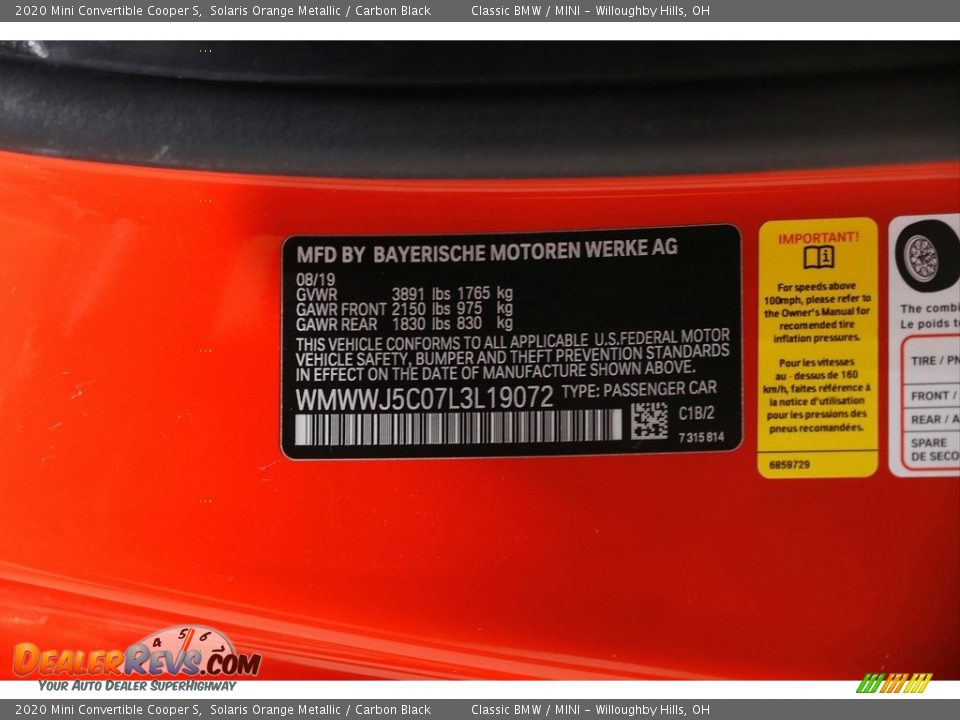 2020 Mini Convertible Cooper S,  Solaris Orange Metallic / Carbon Black  Classic BMW / MINI – Willoughby Hills, OH
MFD BY BAYERISCHE MOTOREN WERKE AG
08/19
GVWR 3891 lbs 1765 kg
GAWR FRONT 2150 lbs 975 kg
GAWR REAR 1830 lbs 830 kg
THIS VEHICLE CONFORMS TO ALL APPLICABLE U.S.FEDERAL MOTOR
VEHICLE SAFETY, BUMPER AND THEFT PREVENTION STANDARDS
IN EFFECT ON THE DATE OF MANUFACTURE SHOWN ABOVE.
WMWWJ5C07L3L19072 TYPE: PASSENGER CAR
C1B/2
7 315 814
IMPORTANT!
For speeds above
100mph, please refer to
the Owner's Manual for
recomended tire
inflation pressures.
Pour les vitesses
au - dessus de 160
km/h, faites référence à
la notice d'utilisation
pour les pressions des
pneus recomandées.
6859729
The combi
Le poids t
TIRE / PN
FRONT /
REAR / A
SPARE
DE SECO
4 5 6
DEALERREVS.COM
YOUR AUTO DEALER SUPERHIGHWAY
2020 Mini Convertible Cooper S,  Solaris Orange Metallic / Carbon Black  Classic BMW / MINI – Willoughby Hills, OH